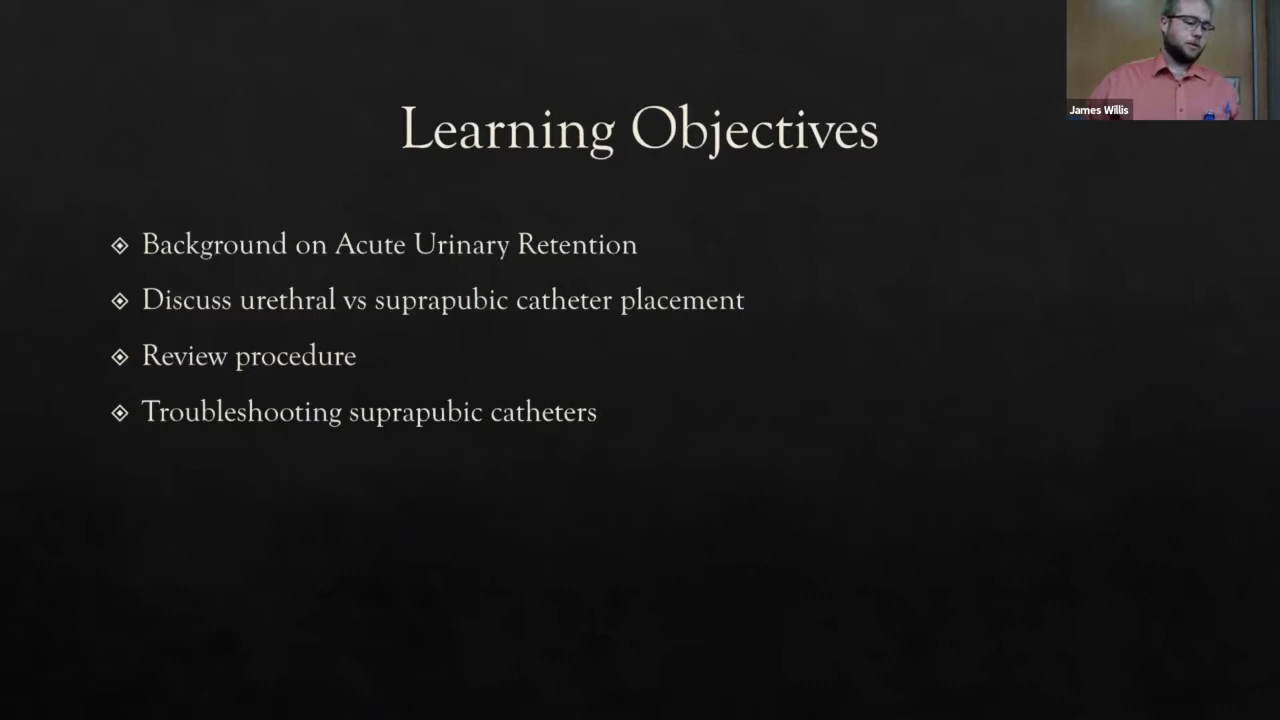 Learning Objectives
James Willis
Background on Acute Urinary Retention
Discuss urethral vs suprapubic catheter placement
Review procedure
Troubleshooting suprapubic catheters